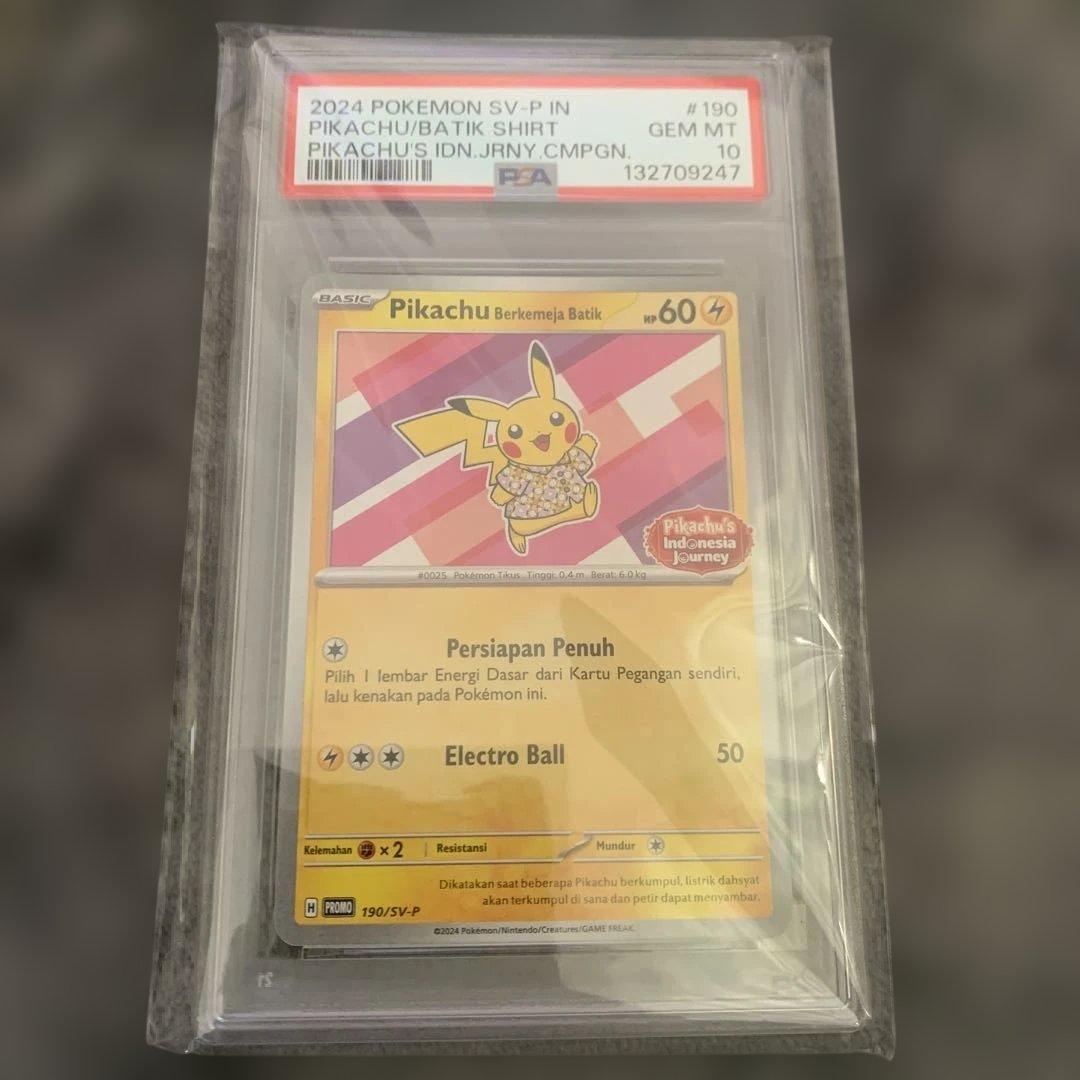 2024 POKEMON SV-P IN #190
PIKACHU/BATIK SHIRT GEM MT
PIKACHU'S IDN.JRNY.CMPGN. 10
PSA 132709247
BASIC Pikachu Berkemeja Batik HP 60
Pikachu's
Indonesia
Journey
#0025 Pokémon Tikus Tinggi: 0.4 m Berat: 6.0 kg
Persiapan Penuh
Pilih 1 lembar Energi Dasar dari Kartu Pegangan sendiri,
lalu kenakan pada Pokémon ini.
Electro Ball 50
Kelemahan ×2 Resistansi Mundur
Dikatakan saat beberapa Pikachu berkumpul, listrik dahsyat
akan terkumpul di sana dan petir dapat menyambar.
H PROMO 190/SV-P
©2024 Pokémon/Nintendo/Creatures/GAME FREAK
21